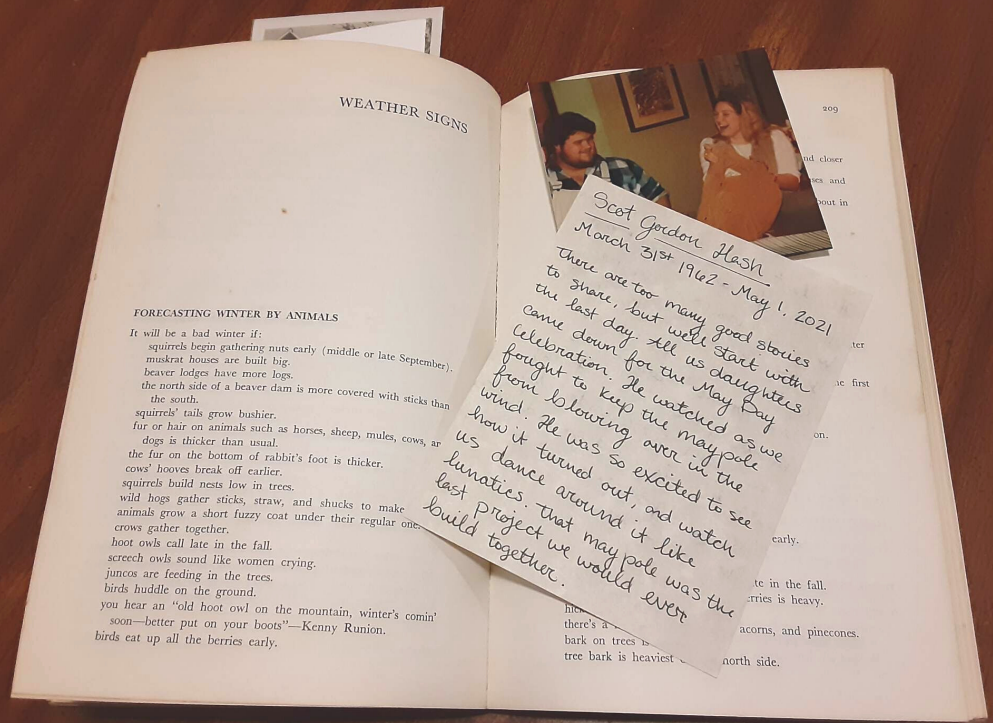 WEATHER SIGNS
FORECASTING WINTER BY ANIMALS
It will be a bad winter if:
squirrels begin gathering nuts early (middle or late September).
muskrat houses are built big.
beaver lodges have more logs.
the north side of a beaver dam is more covered with sticks than
the south.
squirrels' tails grow bushier.
fur or hair on animals such as horses, sheep, mules, cows, an
dogs is thicker than usual.
the fur on the bottom of rabbit's foot is thicker.
cows' hooves break off earlier.
squirrels build nests low in trees.
wild hogs gather sticks, straw, and shucks to make
animals grow a short fuzzy coat under their regular one
crows gather together.
hoot owls call late in the fall.
screech owls sound like women crying.
juncos are feeding in the trees.
birds huddle on the ground.
you hear an "old hoot owl on the mountain, winter's comin'
soon—better put on your boots"—Kenny Runion.
birds eat up all the berries early.
209
closer
and
bout in
Scot Gordon Hash
March 31st 1962 - May 1, 2021
There are too many good stories
to share, but we'll start with
the last day. All us daughters
came down for the May Day
Celebration. He watched as we
fought to keep the maypole
from blowing over in the
wind. He was so excited to see
how it turned out, and watch
us dance around it like
lunatics. That maypole was the
last project we would ever
build together.
first
on.
early.
in the fall.
is heavy.
there's a
acorns, and pinecones.
bark on trees
tree bark is heaviest
north side.